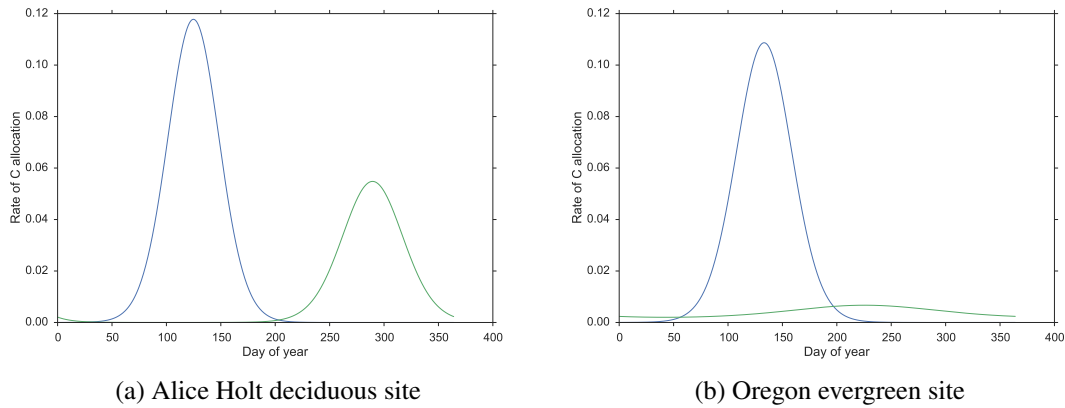 0.12
0.10
0.08
0.06
0.04
0.02
0.00
Rate of C allocation
0 50 100 150 200 250 300 350 400
Day of year
(a) Alice Holt deciduous site
0.12
0.10
0.08
0.06
0.04
0.02
0.00
Rate of C allocation
0 50 100 150 200 250 300 350 400
Day of year
(b) Oregon evergreen site